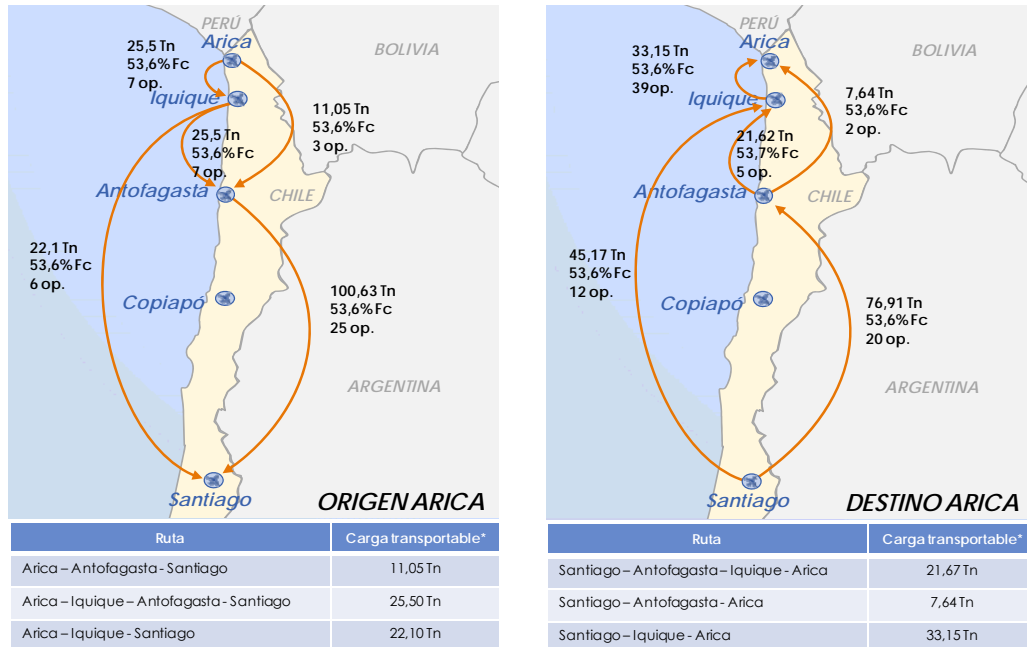 PERÚ
Arica
BOLIVIA
25,5 Tn
53,6% Fc
7 op.
Iquique
11,05 Tn
53,6% Fc
3 op.
25,5 Tn
53,6% Fc
7 op.
Antofagasta
CHILE
22,1 Tn
53,6% Fc
6 op.
100,63 Tn
53,6% Fc
25 op.
Copiapó
ARGENTINA
Santiago
ORIGEN ARICA
Ruta Carga transportable*
Arica – Antofagasta - Santiago 11,05 Tn
Arica – Iquique – Antofagasta - Santiago 25,50 Tn
Arica – Iquique - Santiago 22,10 Tn
PERÚ
Arica
BOLIVIA
33,15 Tn
53,6% Fc
39 op.
Iquique
7,64 Tn
53,6% Fc
2 op.
21,62 Tn
53,7% Fc
5 op.
Antofagasta
CHILE
45,17 Tn
53,6% Fc
12 op.
76,91 Tn
53,6% Fc
20 op.
Copiapó
ARGENTINA
Santiago
DESTINO ARICA
Ruta Carga transportable*
Santiago – Antofagasta – Iquique - Arica 21,67 Tn
Santiago – Antofagasta - Arica 7,64 Tn
Santiago – Iquique - Arica 33,15 Tn